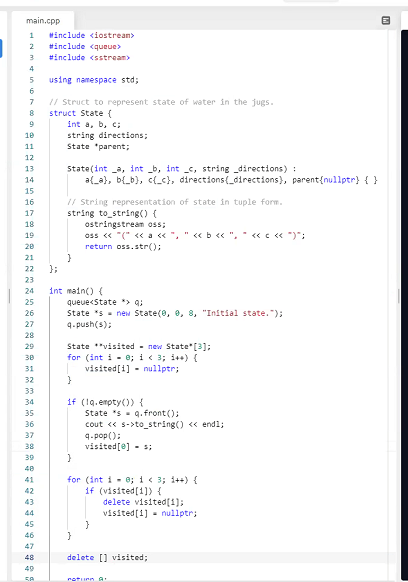 main.cpp
1 #include <iostream>
2 #include <queue>
3 #include <sstream>
4
5 using namespace std;
6
7 // Struct to represent state of water in the jugs.
8 struct State {
9     int a, b, c;
10     string directions;
11     State *parent;
12
13     State(int _a, int _b, int _c, string _directions) :
14         a{_a}, b{_b}, c{_c}, directions{_directions}, parent{nullptr} { }
15
16     // String representation of state in tuple form.
17     string to_string() {
18         ostringstream oss;
19         oss << "(" << a << ", " << b << ", " << c << ")";
20         return oss.str();
21     }
22 };
23
24 int main() {
25     queue<State *> q;
26     State *s = new State(0, 0, 8, "Initial state.");
27     q.push(s);
28
29     State **visited = new State*[3];
30     for (int i = 0; i < 3; i++) {
31         visited[i] = nullptr;
32     }
33
34     if (!q.empty()) {
35         State *s = q.front();
36         cout << s->to_string() << endl;
37         q.pop();
38         visited[0] = s;
39     }
40
41     for (int i = 0; i < 3; i++) {
42         if (visited[i]) {
43             delete visited[i];
44             visited[i] = nullptr;
45         }
46     }
47
48     delete [] visited;
49
50     return 0;